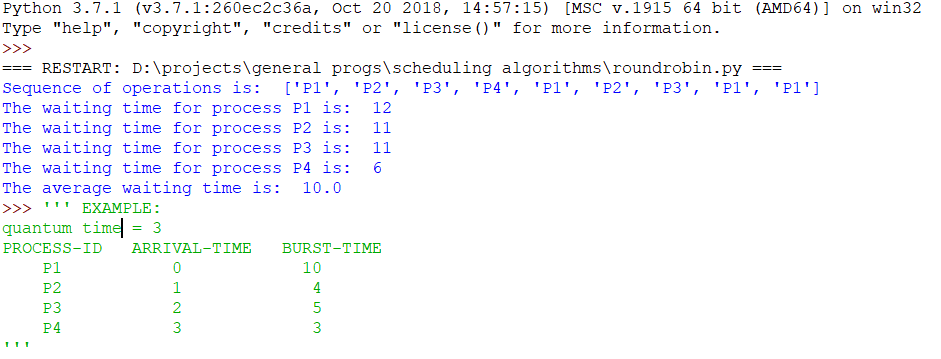 Python 3.7.1 (v3.7.1:260ec2c36a, Oct 20 2018, 14:57:15) [MSC v.1915 64 bit (AMD64)] on win32
Type "help", "copyright", "credits" or "license()" for more information.
>>>
=== RESTART: D:\projects\general progs\scheduling algorithms\roundrobin.py ===
Sequence of operations is:  ['P1', 'P2', 'P3', 'P4', 'P1', 'P2', 'P3', 'P1', 'P1']
The waiting time for process P1 is:  12
The waiting time for process P2 is:  11
The waiting time for process P3 is:  11
The waiting time for process P4 is:  6
The average waiting time is:  10.0
>>> ''' EXAMPLE:
quantum time = 3
PROCESS-ID   ARRIVAL-TIME   BURST-TIME
    P1           0            10
    P2           1             4
    P3           2             5
    P4           3             3
'''